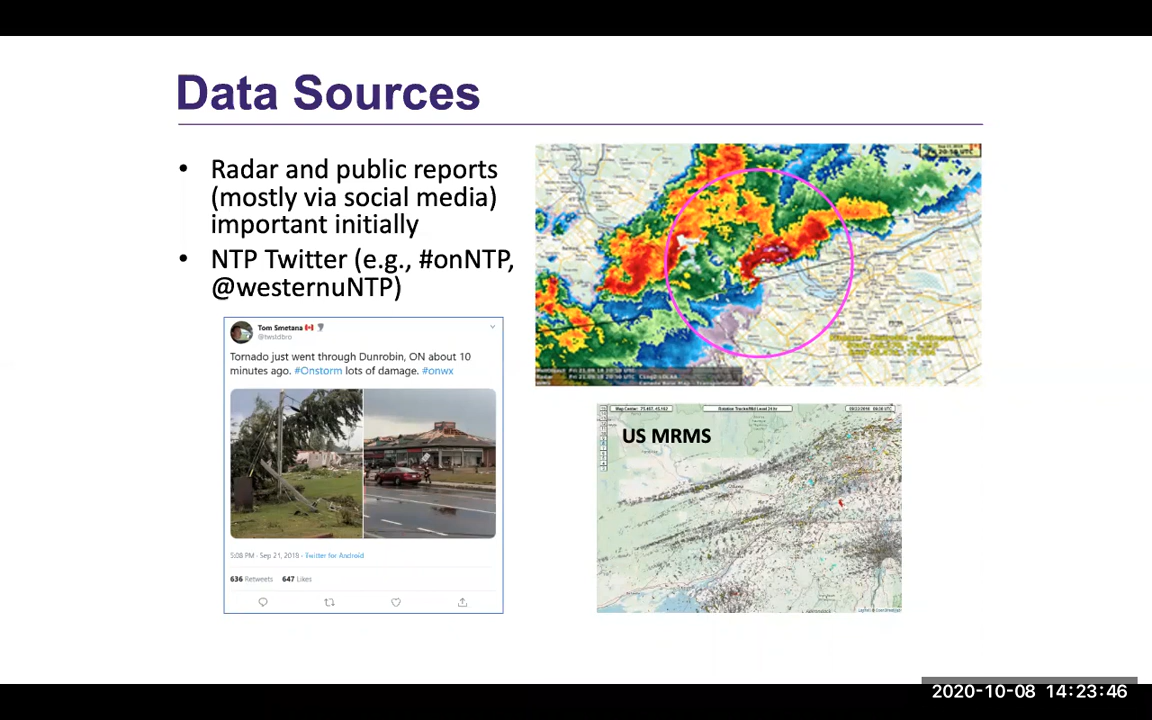 Data Sources
• Radar and public reports
(mostly via social media)
important initially
• NTP Twitter (e.g., #onNTP,
@westernuNTP)
Tom Smetana
@twstdbro
Tornado just went through Dunrobin, ON about 10
minutes ago. #Onstorm lots of damage. #onwx
5:08 PM · Sep 21, 2018 · Twitter for Android
636 Retweets 647 Likes
US MRMS
2020-10-08 14:23:46